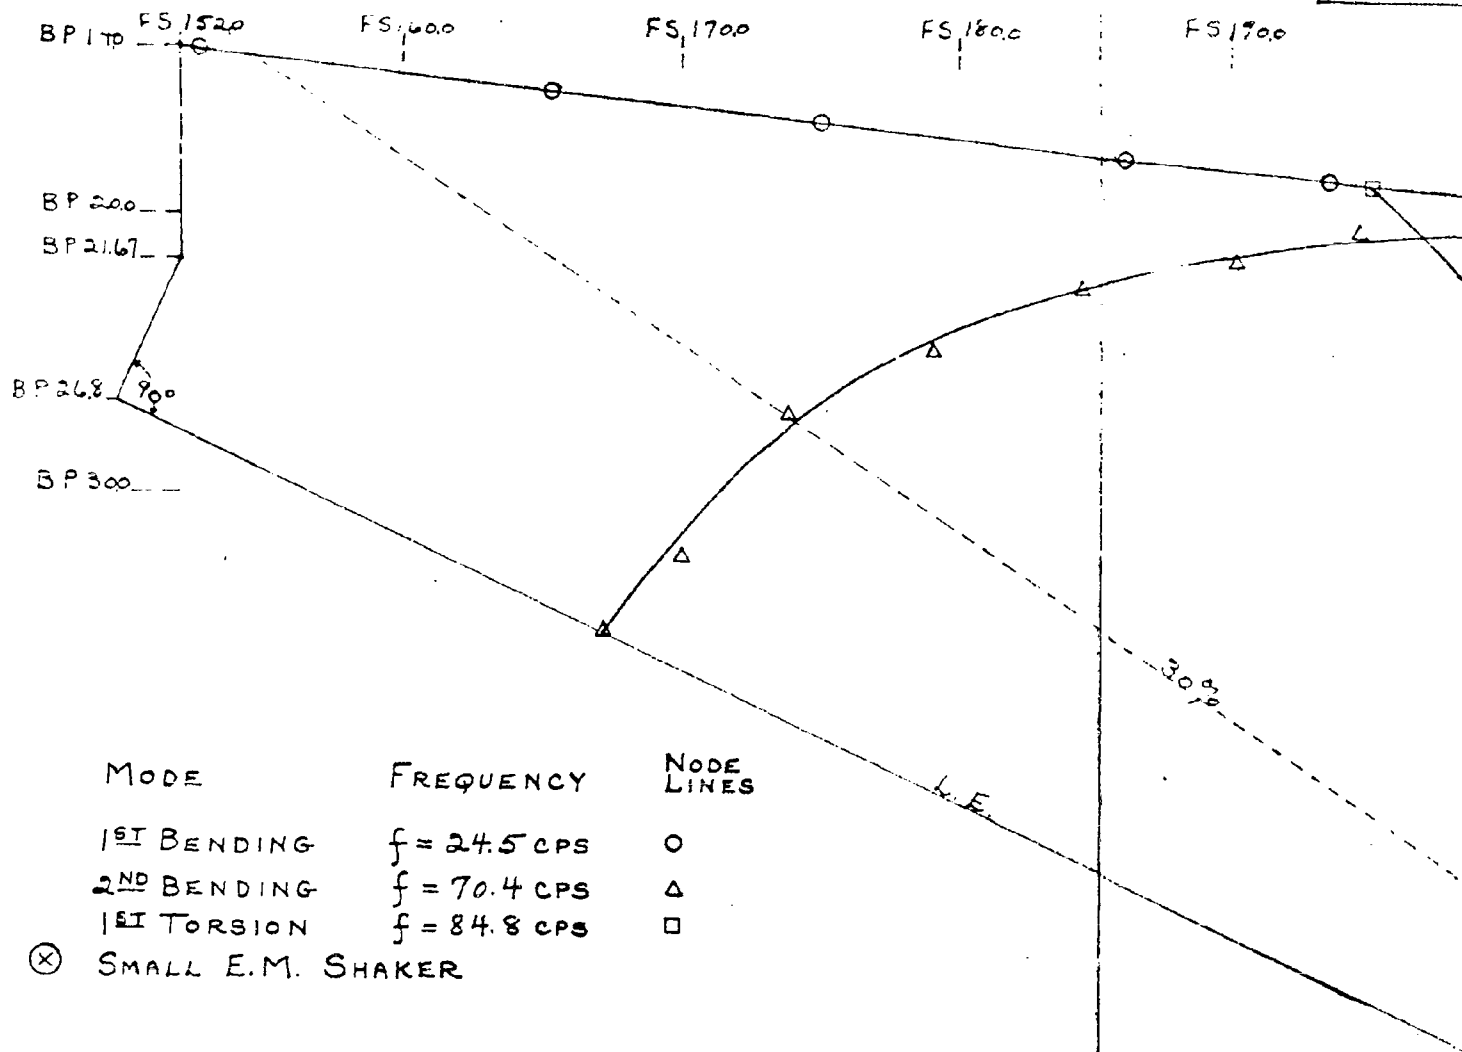 FS 152.0 FS 160.0 FS 170.0 FS 180.0 FS 190.0
BP 17.0
BP 20.0
BP 21.67
BP 26.8
90°
BP 30.0
30%
L.E.
MODE FREQUENCY NODE LINES
1ST BENDING f = 24.5 CPS ○
2ND BENDING f = 70.4 CPS △
1ST TORSION f = 84.8 CPS □
⊗ SMALL E.M. SHAKER